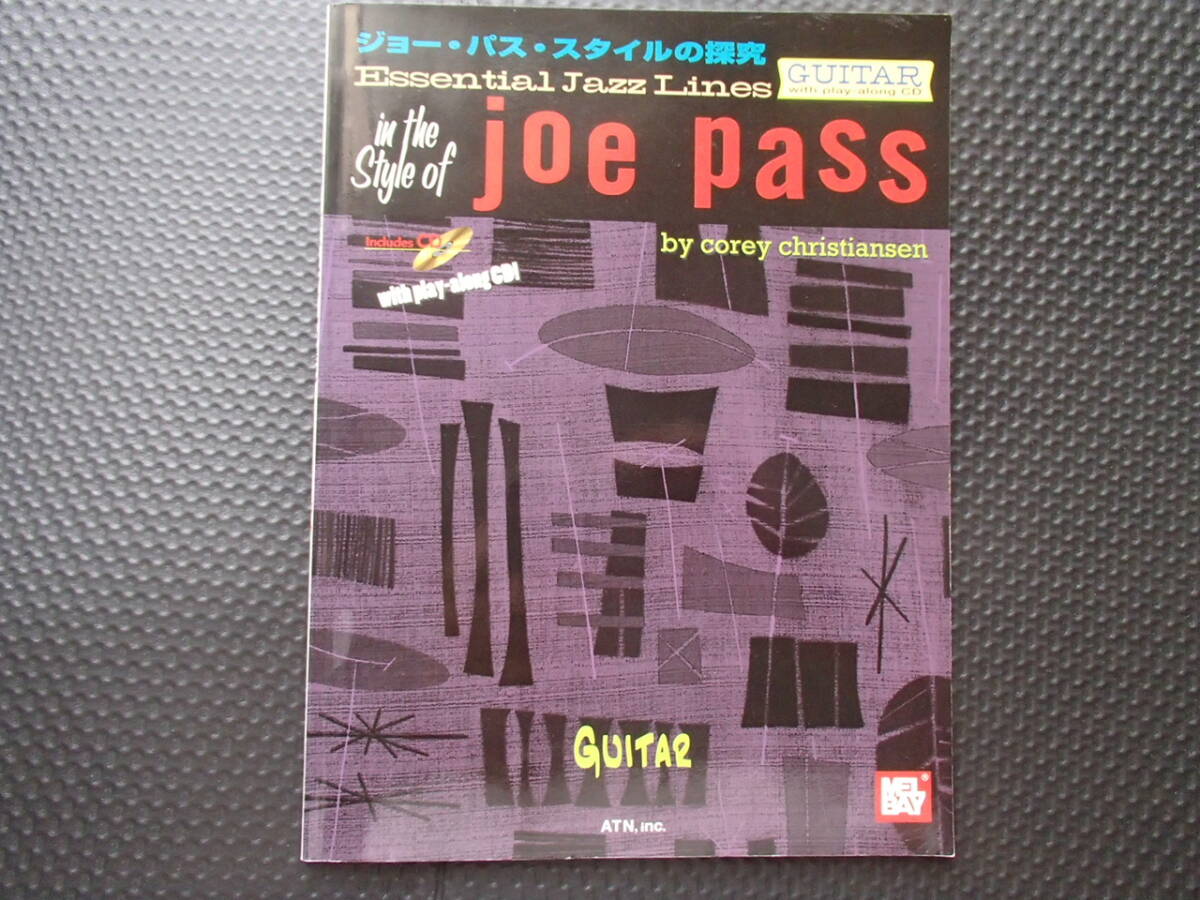 ジョー・パス・スタイルの探究
Essential Jazz Lines
GUITAR
with play-along CD
in the
Style of
joe pass
by corey christiansen
Includes CD
with play-along CD!
GUITAR
MEL
BAY®
ATN, inc.